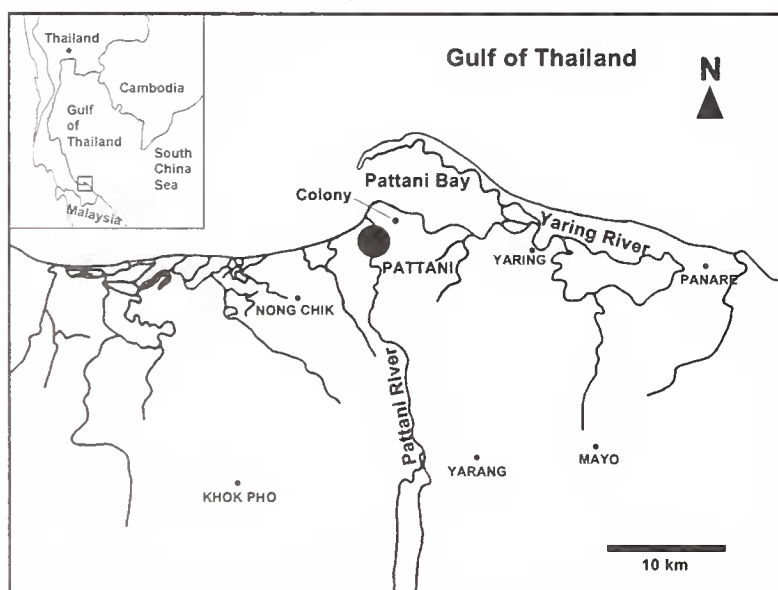 Thailand
Cambodia
Gulf
of
Thailand
South
China
Sea
Malaysia
Gulf of Thailand
N
Pattani Bay
Colony
Yaring River
PATTANI
YARING
PANARE
NONG CHIK
Pattani River
YARANG
MAYO
KHOK PHO
10 km